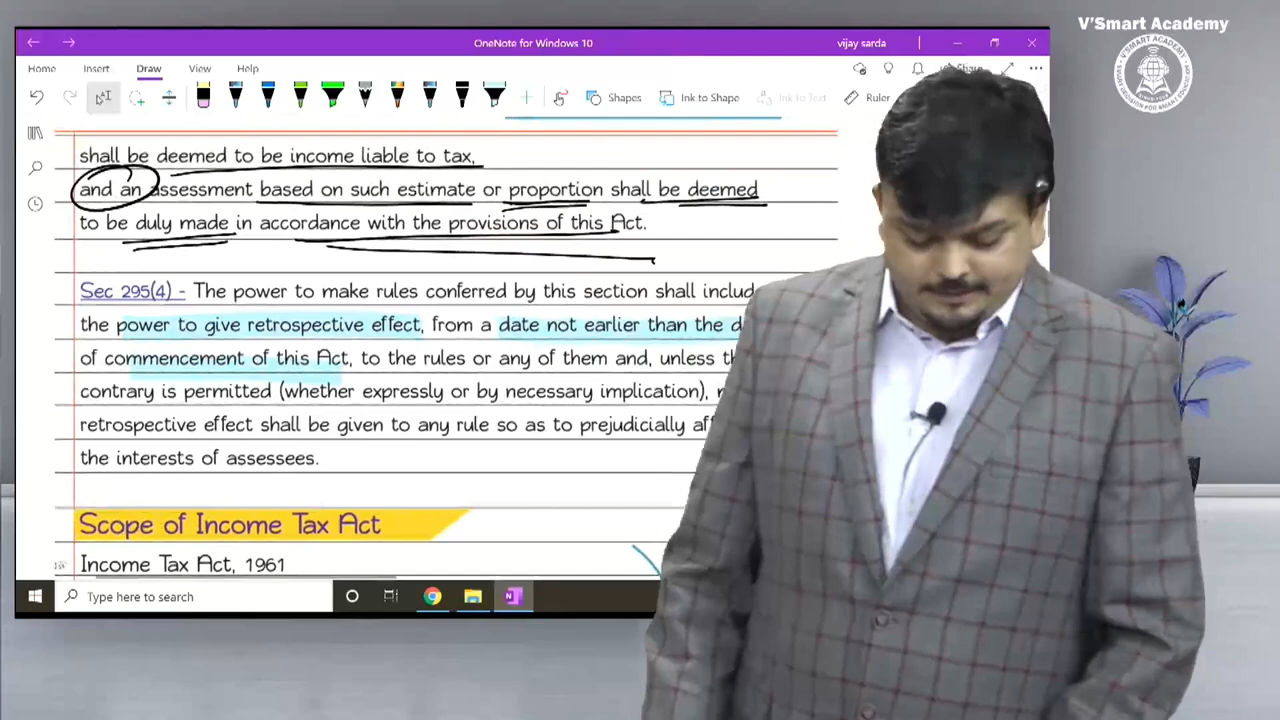 V'Smart Academy
OneNote for Windows 10
vijay sarda
Home Insert Draw View Help
Shapes Ink to Shape Ink to Text Ruler
shall be deemed to be income liable to tax,
and an assessment based on such estimate or proportion shall be deemed
to be duly made in accordance with the provisions of this Act.
Sec 295(4) - The power to make rules conferred by this section shall includ
the power to give retrospective effect, from a date not earlier than the d
of commencement of this Act, to the rules or any of them and, unless th
contrary is permitted (whether expressly or by necessary implication), n
retrospective effect shall be given to any rule so as to prejudicially aff
the interests of assessees.
Scope of Income Tax Act
Income Tax Act, 1961
Type here to search